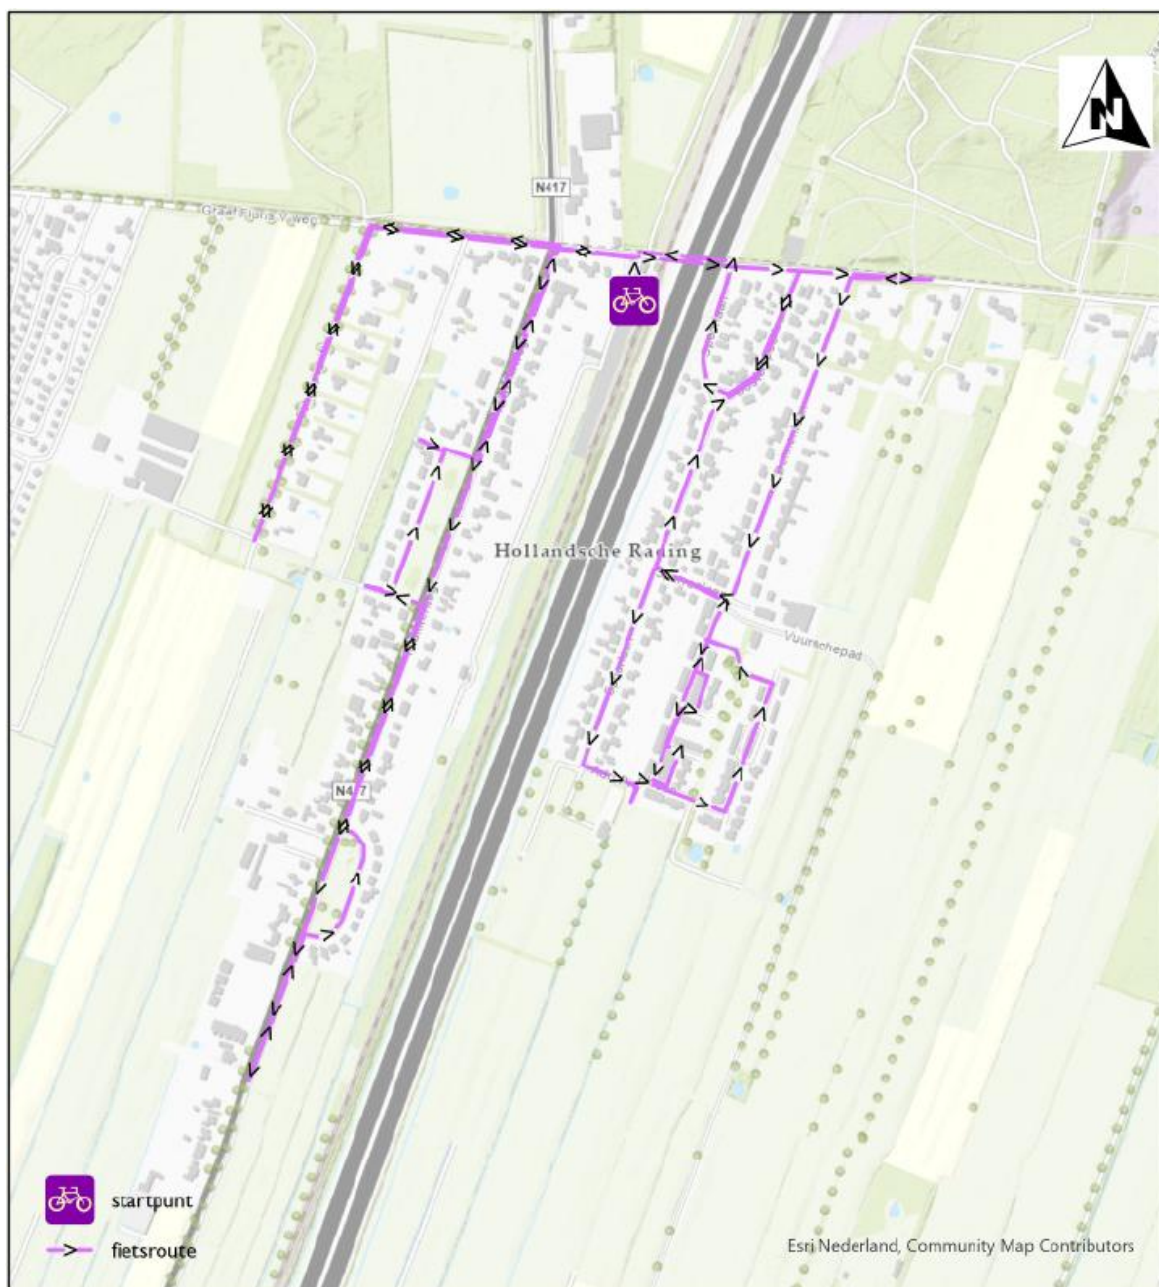 N
N417
Graaf Floris V weg
Hollandsche Rading
Vuurschepad
N417
startpunt
fietsroute
Esri Nederland, Community Map Contributors